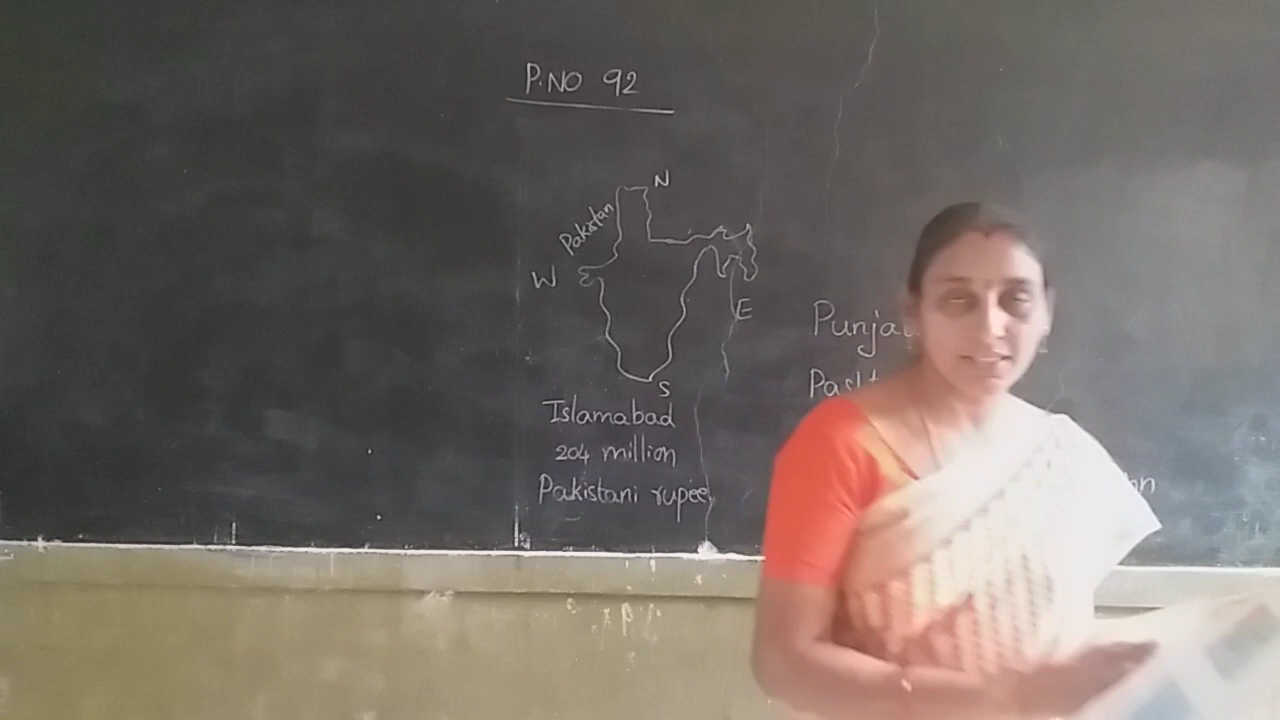 P.NO 92
N
Pakistan
W
E
S
Islamabad
204 million
Pakistani rupee